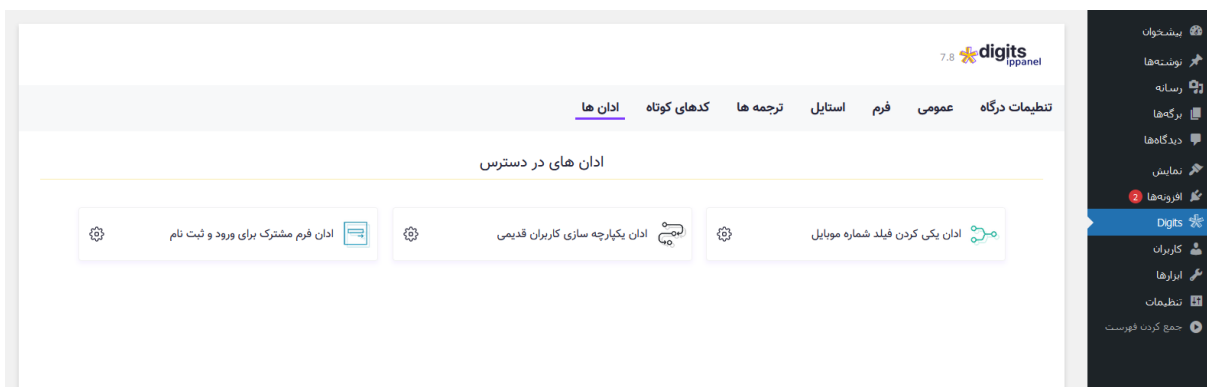 digits
ippanel
7.8
تنظیمات درگاه
عمومی
فرم
استایل
ترجمه ها
کدهای کوتاه
ادان ها
ادان های در دسترس
ادان یکی کردن فیلد شماره موبایل
ادان یکپارچه سازی کاربران قدیمی
ادان فرم مشترک برای ورود و ثبت نام
پیشخوان
نوشته‌ها
رسانه
برگه‌ها
دیدگاه‌ها
نمایش
افزونه‌ها 2
Digits
کاربران
ابزارها
تنظیمات
جمع کردن فهرست